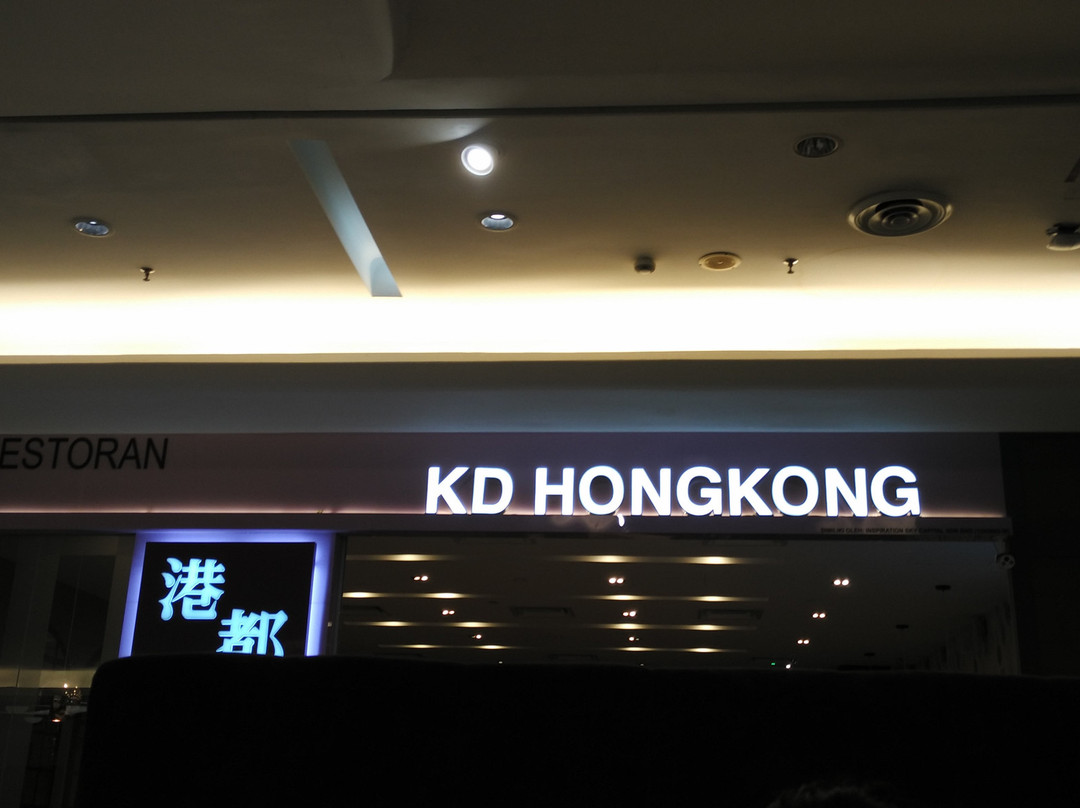 ESTORAN
KD HONGKONG
港
都